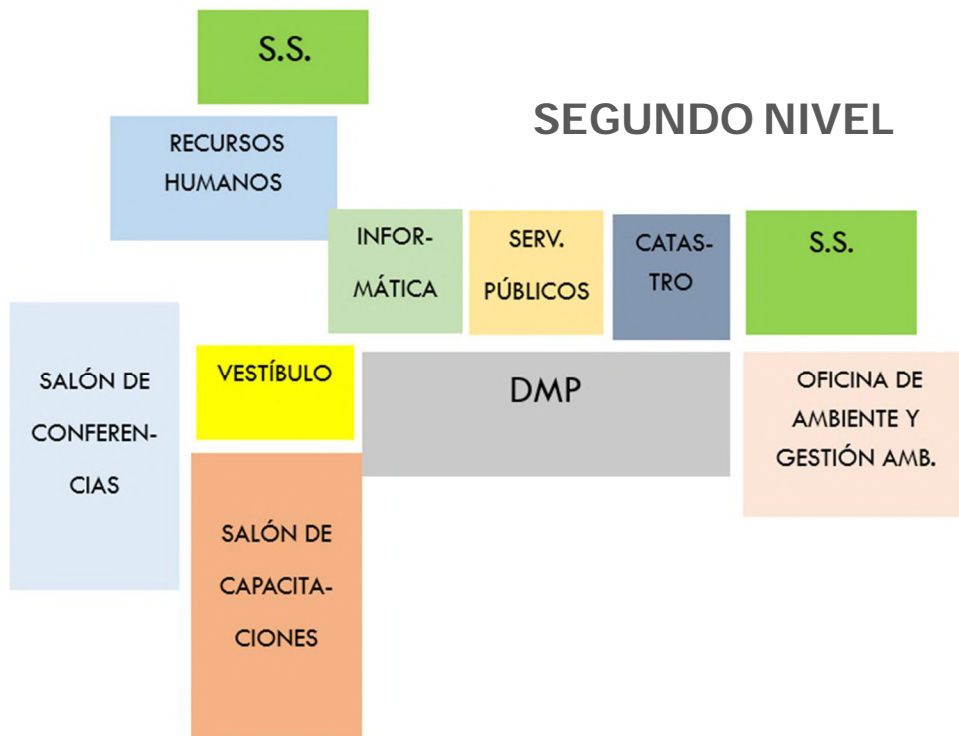 S.S.
SEGUNDO NIVEL
RECURSOS
HUMANOS
INFOR-
MÁTICA
SERV.
PÚBLICOS
CATAS-
TRO
S.S.
SALÓN DE
CONFEREN-
CIAS
VESTÍBULO
DMP
OFICINA DE
AMBIENTE Y
GESTIÓN AMB.
SALÓN DE
CAPACITA-
CIONES